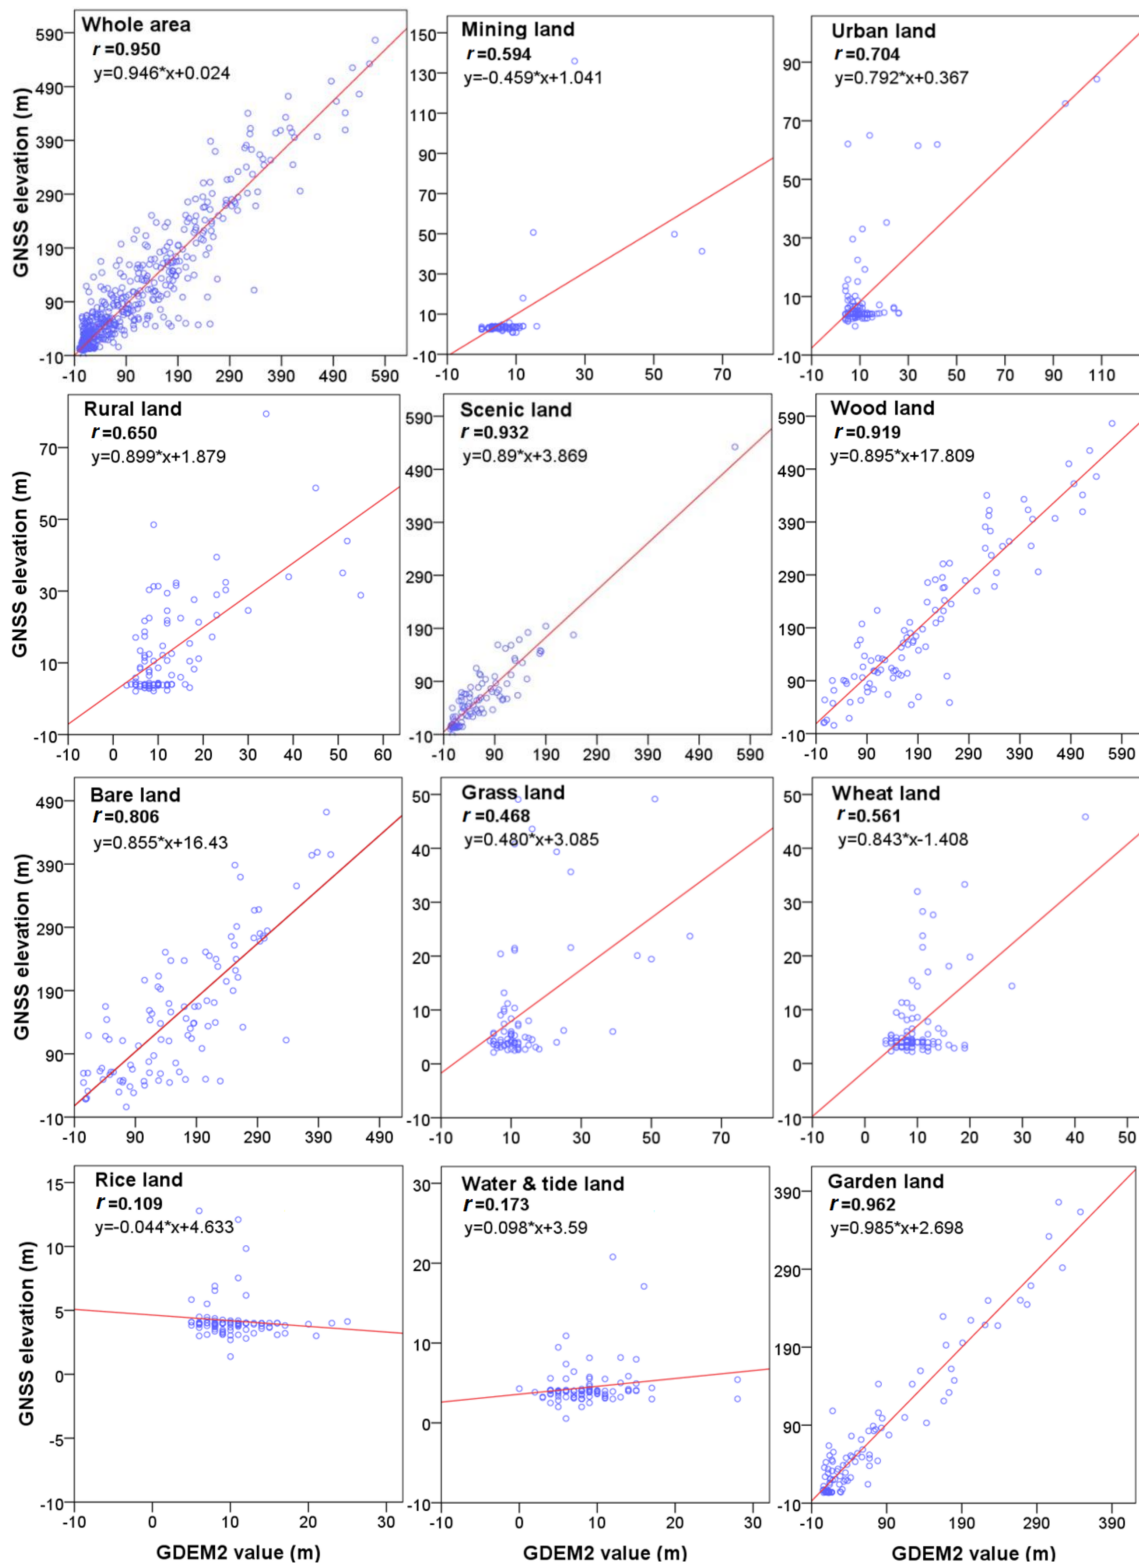 Whole area
r=0.950
y=0.946*x+0.024
GNSS elevation (m)
590
490
390
290
190
90
-10
-10 90 190 290 390 490 590
Mining land
r=0.594
y=-0.459*x+1.041
150
130
110
90
70
50
30
10
-10
-10 10 30 50 70
Urban land
r=0.704
y=0.792*x+0.367
90
70
50
30
10
-10
-10 10 30 50 70 90 110
Rural land
r=0.650
y=0.899*x+1.879
GNSS elevation (m)
70
50
30
10
-10
-10 0 10 20 30 40 50 60
Scenic land
r=0.932
y=0.89*x+3.869
590
490
390
290
190
90
-10
-10 90 190 290 390 490 590
Wood land
r=0.919
y=0.895*x+17.809
590
490
390
290
190
90
-10
-10 90 190 290 390 490 590
Bare land
r=0.806
y=0.855*x+16.43
GNSS elevation (m)
490
390
290
190
90
-10
-10 90 190 290 390 490
Grass land
r=0.468
y=0.480*x+3.085
50
40
30
20
10
0
-10
-10 10 30 50 70
Wheat land
r=0.561
y=0.843*x-1.408
50
40
30
20
10
0
-10
-10 0 10 20 30 40 50
Rice land
r=0.109
y=-0.044*x+4.633
GNSS elevation (m)
15
10
5
0
-5
-10
-10 0 10 20 30
GDEM2 value (m)
Water & tide land
r=0.173
y=0.098*x+3.59
30
20
10
0
-10
-10 0 10 20 30
GDEM2 value (m)
Garden land
r=0.962
y=0.985*x+2.698
390
290
190
90
-10
-10 90 190 290 390
GDEM2 value (m)